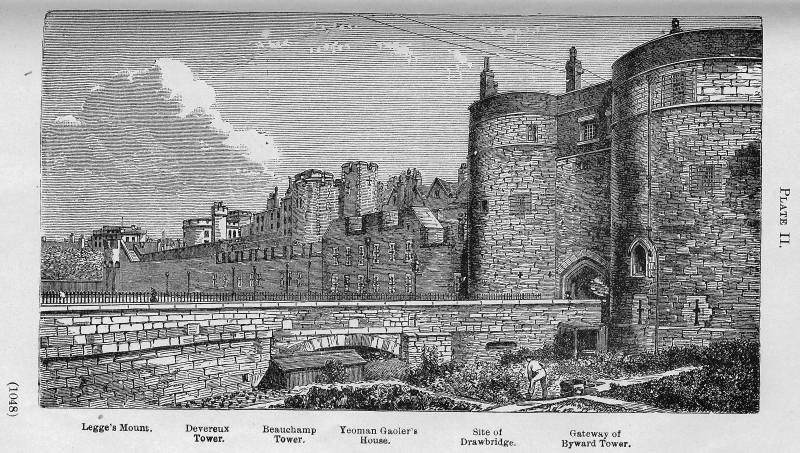 PLATE II.
Legge's Mount.
Devereux
Tower.
Beauchamp
Tower.
Yeoman Gaoler's
House.
Site of
Drawbridge.
Gateway of
Byward Tower.
(1048)